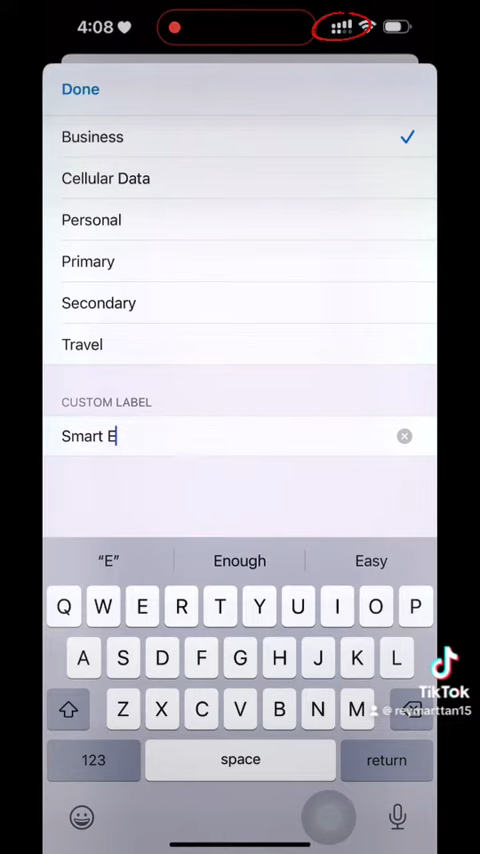 4:08
Done
Business
Cellular Data
Personal
Primary
Secondary
Travel
CUSTOM LABEL
Smart E
“E” Enough Easy
Q W E R T Y U I O P
A S D F G H J K L
Z X C V B N M
TikTok
@reymarttan15
123 space return